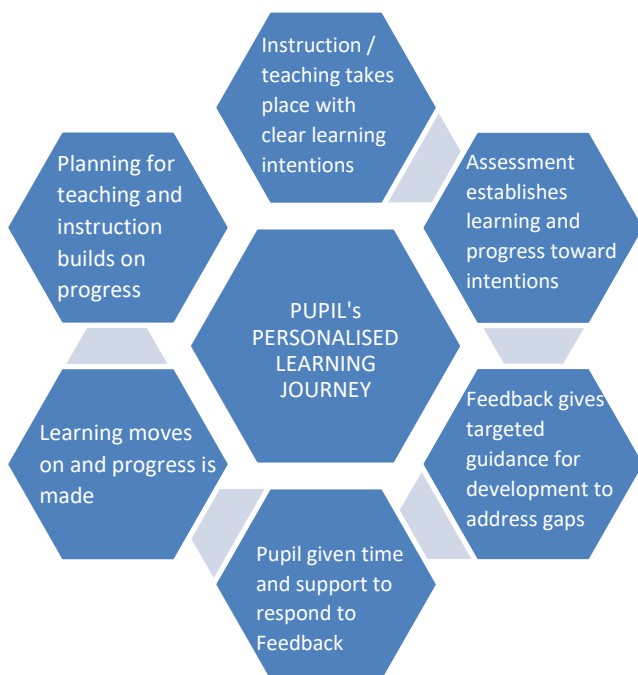 Instruction /
teaching takes
place with
clear learning
intentions
Assessment
establishes
learning and
progress toward
intentions
Feedback gives
targeted
guidance for
development to
address gaps
Pupil given time
and support to
respond to
Feedback
Learning moves
on and progress is
made
Planning for
teaching and
instruction
builds on
progress
PUPIL's
PERSONALISED
LEARNING
JOURNEY